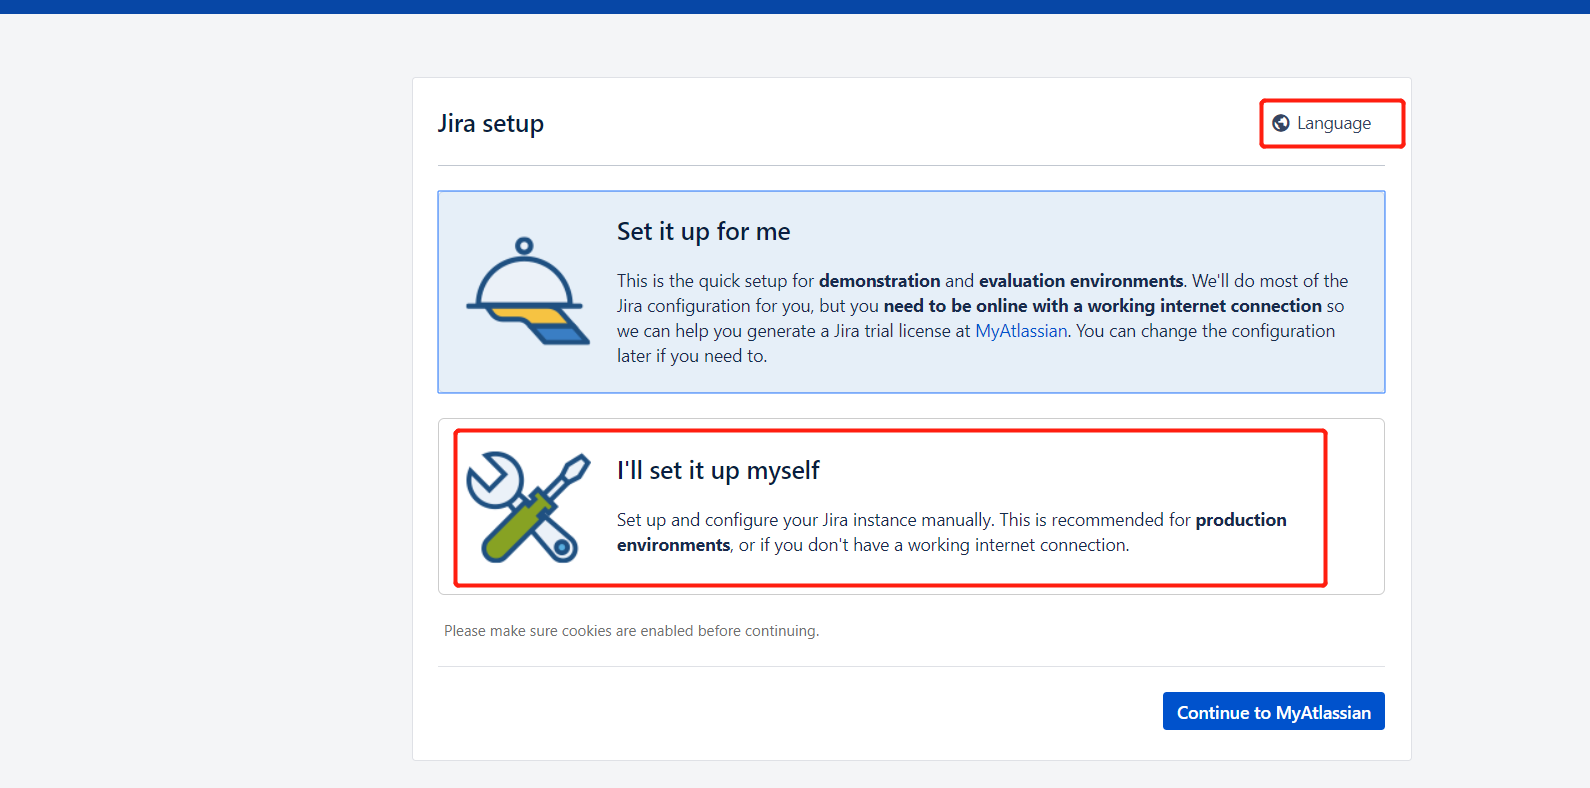 Jira setup
Language
Set it up for me
This is the quick setup for demonstration and evaluation environments. We'll do most of the
Jira configuration for you, but you need to be online with a working internet connection so
we can help you generate a Jira trial license at MyAtlassian. You can change the configuration
later if you need to.
I'll set it up myself
Set up and configure your Jira instance manually. This is recommended for production
environments, or if you don't have a working internet connection.
Please make sure cookies are enabled before continuing.
Continue to MyAtlassian